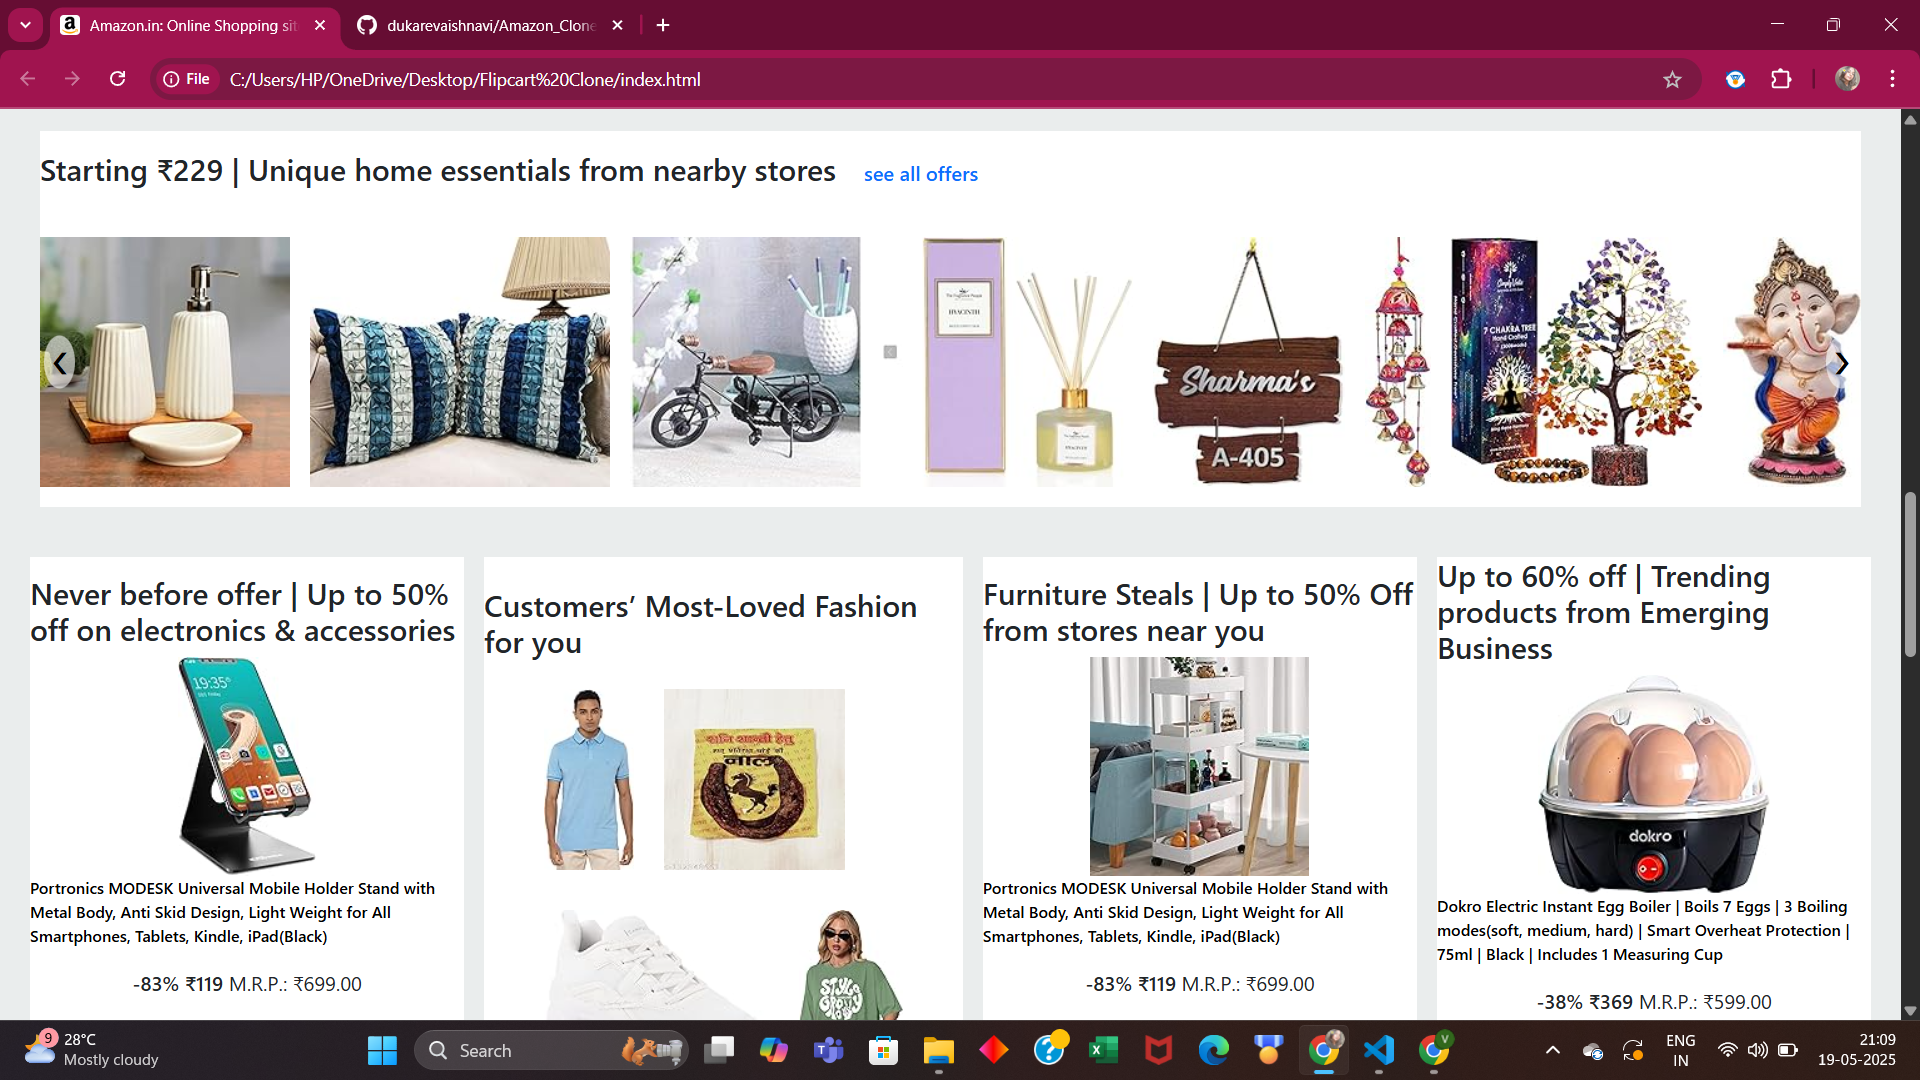 Amazon.in: Online Shopping sit
dukarevaishnavi/Amazon_Clone
File
C:/Users/HP/OneDrive/Desktop/Flipcart%20Clone/index.html
Starting ₹229 | Unique home essentials from nearby stores see all offers
The Fragrance People
HYACINTH
HYACINTH
Sharma's
A-405
7 CHAKRA TREE
Hand Crafted
Never before offer | Up to 50%
off on electronics & accessories
19:35
Portronics MODESK Universal Mobile Holder Stand with
Metal Body, Anti Skid Design, Light Weight for All
Smartphones, Tablets, Kindle, iPad(Black)
-83% ₹119 M.R.P.: ₹699.00
Customers’ Most-Loved Fashion
for you
शनि शान्ती हेतु
नाल
STYLE
Furniture Steals | Up to 50% Off
from stores near you
Portronics MODESK Universal Mobile Holder Stand with
Metal Body, Anti Skid Design, Light Weight for All
Smartphones, Tablets, Kindle, iPad(Black)
-83% ₹119 M.R.P.: ₹699.00
Up to 60% off | Trending
products from Emerging
Business
dokro
Dokro Electric Instant Egg Boiler | Boils 7 Eggs | 3 Boiling
modes(soft, medium, hard) | Smart Overheat Protection |
75ml | Black | Includes 1 Measuring Cup
-38% ₹369 M.R.P.: ₹599.00
9
28°C
Mostly cloudy
Search
V
ENG
IN
21:09
19-05-2025